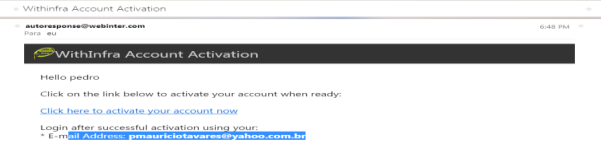 Withinfra Account Activation
autoresponse@webinter.com 6:48 PM
Para eu
WithInfra Account Activation
Hello pedro
Click on the link below to activate your account when ready:
Click here to activate your account now
Login after successful activation using your:
* E-mail Address: pmauriciotavares@yahoo.com.br